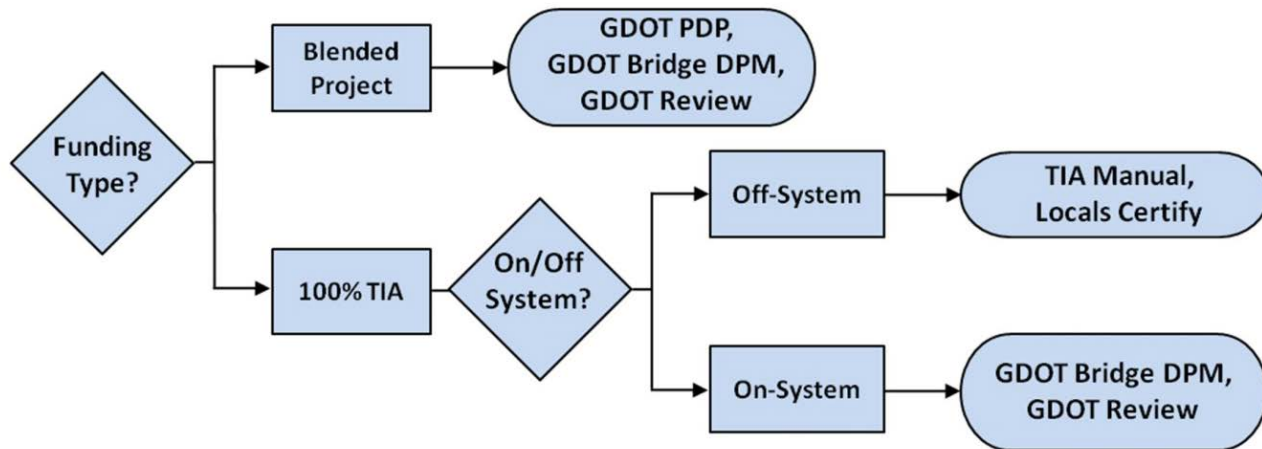 Funding
Type?
Blended
Project
GDOT PDP,
GDOT Bridge DPM,
GDOT Review
100% TIA
On/Off
System?
Off-System
TIA Manual,
Locals Certify
On-System
GDOT Bridge DPM,
GDOT Review